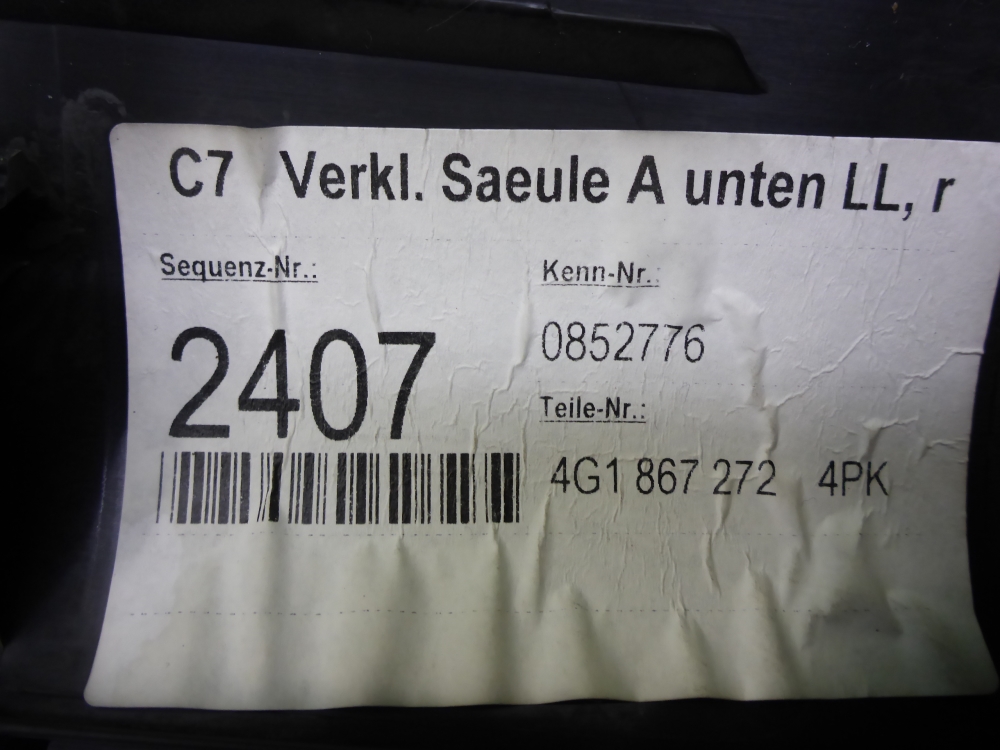 C7 Verkl. Saeule A unten LL, r
Sequenz-Nr.:
2407
Kenn-Nr.:
0852776
Teile-Nr.:
4G1 867 272 4PK